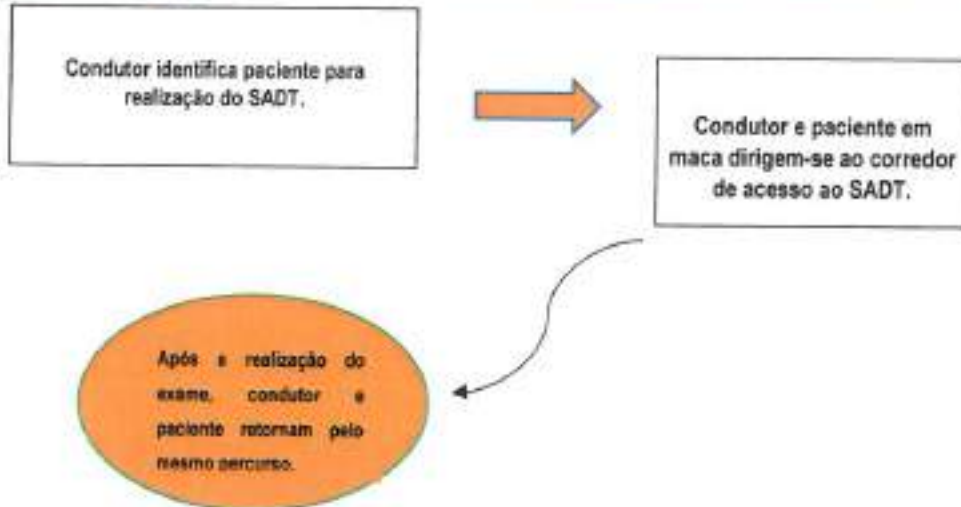 Condutor identifica paciente para
realização do SADT.
Condutor e paciente em
maca dirigem-se ao corredor
de acesso ao SADT.
Após a realização do
exame, condutor e
paciente retornam pelo
mesmo percurso.